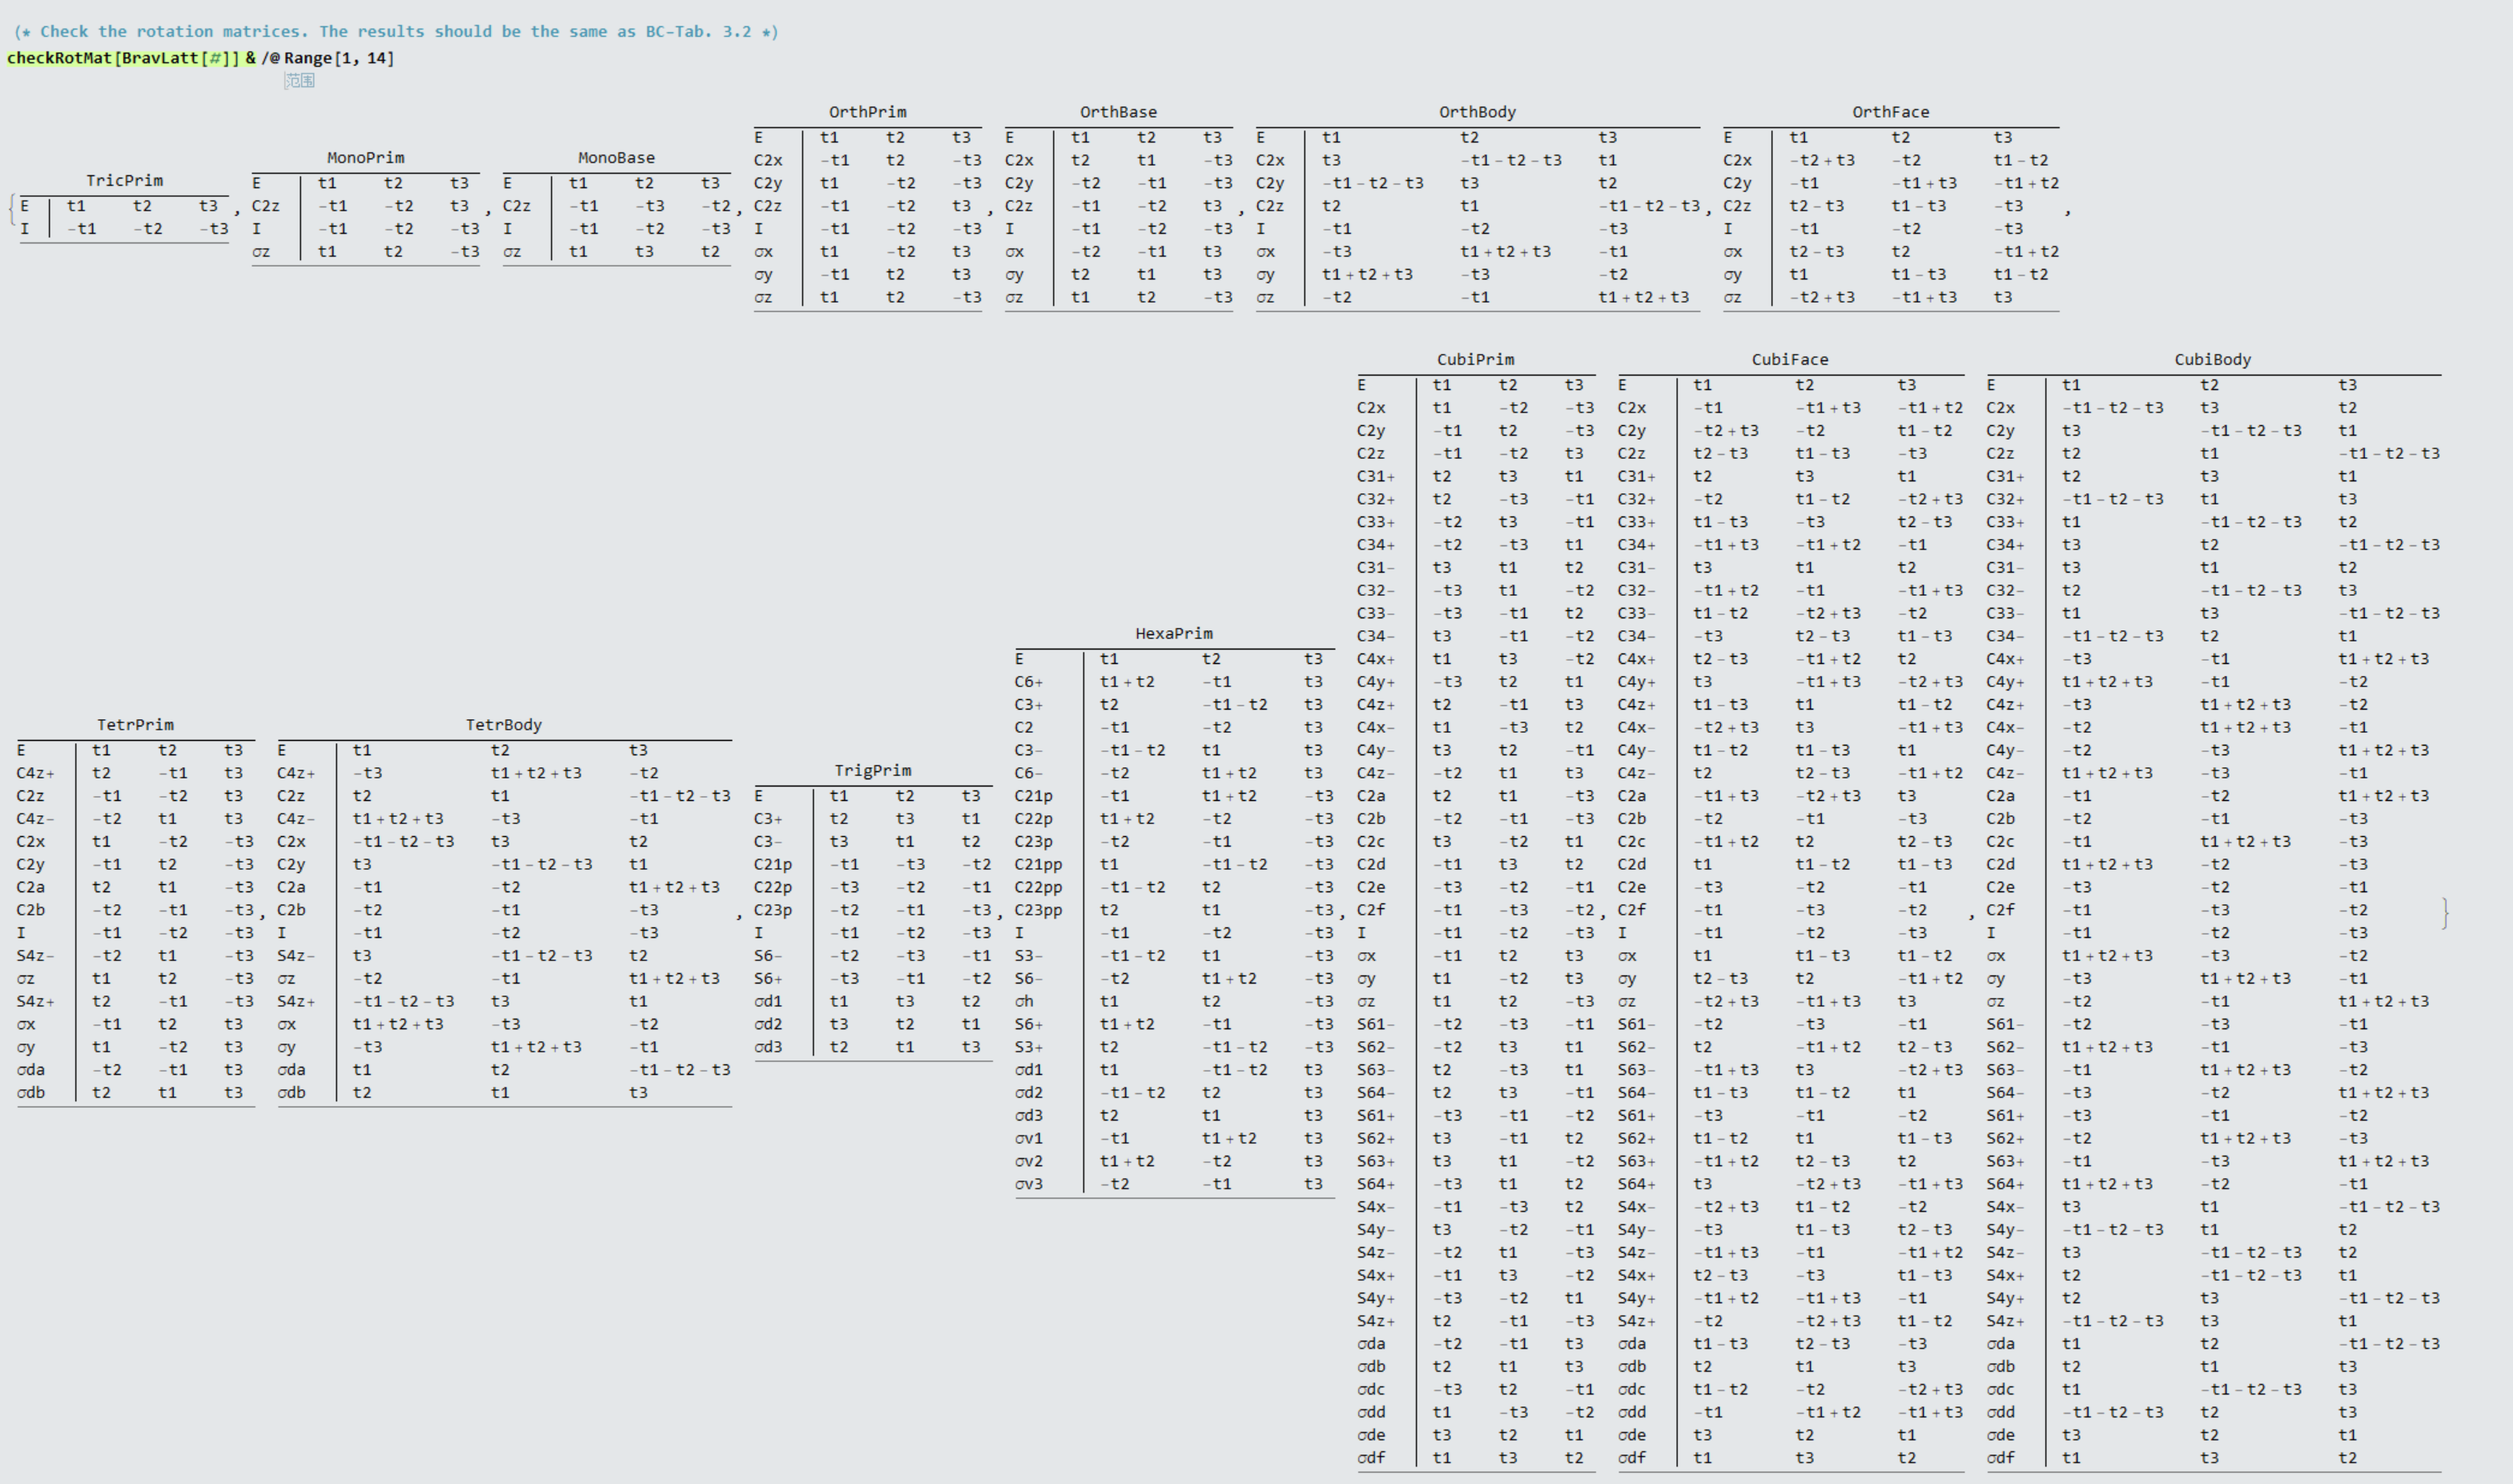 (* Check the rotation matrices. The results should be the same as BC-Tab. 3.2 *)
checkRotMat[BravLatt[#]] & /@ Range[1, 14]
范围
{
TricPrim
E t1 t2 t3
I -t1 -t2 -t3
,
MonoPrim
E t1 t2 t3
C2z -t1 -t2 t3
I -t1 -t2 -t3
σz t1 t2 -t3
,
MonoBase
E t1 t2 t3
C2z -t1 -t3 -t2
I -t1 -t2 -t3
σz t1 t3 t2
,
OrthPrim
E t1 t2 t3
C2x -t1 t2 -t3
C2y t1 -t2 -t3
C2z -t1 -t2 t3
I -t1 -t2 -t3
σx t1 -t2 t3
σy -t1 t2 t3
σz t1 t2 -t3
,
OrthBase
E t1 t2 t3
C2x t2 t1 -t3
C2y -t2 -t1 -t3
C2z -t1 -t2 t3
I -t1 -t2 -t3
σx -t2 -t1 t3
σy t2 t1 t3
σz t1 t2 -t3
,
OrthBody
E t1 t2 t3
C2x t3 -t1 - t2 - t3 t1
C2y -t1 - t2 - t3 t3 t2
C2z t2 t1 -t1 - t2 - t3
I -t1 -t2 -t3
σx -t3 t1 + t2 + t3 -t1
σy t1 + t2 + t3 -t3 -t2
σz -t2 -t1 t1 + t2 + t3
,
OrthFace
E t1 t2 t3
C2x -t2 + t3 -t2 t1 - t2
C2y -t1 -t1 + t3 -t1 + t2
C2z t2 - t3 t1 - t3 -t3
I -t1 -t2 -t3
σx t2 - t3 t2 -t1 + t2
σy t1 t1 - t3 t1 - t2
σz -t2 + t3 -t1 + t3 t3
,
TetrPrim
E t1 t2 t3
C4z+ t2 -t1 t3
C2z -t1 -t2 t3
C4z- -t2 t1 t3
C2x t1 -t2 -t3
C2y -t1 t2 -t3
C2a t2 t1 -t3
C2b -t2 -t1 -t3
I -t1 -t2 -t3
S4z- -t2 t1 -t3
σz t1 t2 -t3
S4z+ t2 -t1 -t3
σx -t1 t2 t3
σy t1 -t2 t3
σda -t2 -t1 t3
σdb t2 t1 t3
,
TetrBody
E t1 t2 t3
C4z+ -t3 t1 + t2 + t3 -t2
C2z t2 t1 -t1 - t2 - t3
C4z- t1 + t2 + t3 -t3 -t1
C2x -t1 - t2 - t3 t3 t2
C2y t3 -t1 - t2 - t3 t1
C2a -t1 -t2 t1 + t2 + t3
C2b -t2 -t1 -t3
I -t1 -t2 -t3
S4z- t3 -t1 - t2 - t3 t2
σz -t2 -t1 t1 + t2 + t3
S4z+ -t1 - t2 - t3 t3 t1
σx t1 + t2 + t3 -t3 -t2
σy -t3 t1 + t2 + t3 -t1
σda t1 t2 -t1 - t2 - t3
σdb t2 t1 t3
,
TrigPrim
E t1 t2 t3
C3+ t2 t3 t1
C3- t3 t1 t2
C21p -t1 -t3 -t2
C22p -t3 -t2 -t1
C23p -t2 -t1 -t3
I -t1 -t2 -t3
S6- -t2 -t3 -t1
S6+ -t3 -t1 -t2
σd1 t1 t3 t2
σd2 t3 t2 t1
σd3 t2 t1 t3
,
HexaPrim
E t1 t2 t3
C6+ t1 + t2 -t1 t3
C3+ t2 -t1 - t2 t3
C2 -t1 -t2 t3
C3- -t1 - t2 t1 t3
C6- -t2 t1 + t2 t3
C21p -t1 t1 + t2 -t3
C22p t1 + t2 -t2 -t3
C23p -t2 -t1 -t3
C21pp t1 -t1 - t2 -t3
C22pp -t1 - t2 t2 -t3
C23pp t2 t1 -t3
I -t1 -t2 -t3
S3- -t1 - t2 t1 -t3
S6- -t2 t1 + t2 -t3
σh t1 t2 -t3
S6+ t1 + t2 -t1 -t3
S3+ t2 -t1 - t2 -t3
σd1 t1 -t1 - t2 t3
σd2 -t1 - t2 t2 t3
σd3 t2 t1 t3
σv1 -t1 t1 + t2 t3
σv2 t1 + t2 -t2 t3
σv3 -t2 -t1 t3
,
CubiPrim
E t1 t2 t3
C2x t1 -t2 -t3
C2y -t1 t2 -t3
C2z -t1 -t2 t3
C31+ t2 t3 t1
C32+ t2 -t3 -t1
C33+ -t2 t3 -t1
C34+ -t2 -t3 t1
C31- t3 t1 t2
C32- -t3 t1 -t2
C33- -t3 -t1 t2
C34- t3 -t1 -t2
C4x+ t1 t3 -t2
C4y+ -t3 t2 t1
C4z+ t2 -t1 t3
C4x- t1 -t3 t2
C4y- t3 t2 -t1
C4z- -t2 t1 t3
C2a t2 t1 -t3
C2b -t2 -t1 -t3
C2c t3 -t2 t1
C2d -t1 t3 t2
C2e -t3 -t2 -t1
C2f -t1 -t3 -t2
I -t1 -t2 -t3
σx -t1 t2 t3
σy t1 -t2 t3
σz t1 t2 -t3
S61- -t2 -t3 -t1
S62- -t2 t3 t1
S63- t2 -t3 t1
S64- t2 t3 -t1
S61+ -t3 -t1 -t2
S62+ t3 -t1 t2
S63+ t3 t1 -t2
S64+ -t3 t1 t2
S4x- -t1 -t3 t2
S4y- t3 -t2 -t1
S4z- -t2 t1 -t3
S4x+ -t1 t3 -t2
S4y+ -t3 -t2 t1
S4z+ t2 -t1 -t3
σda -t2 -t1 t3
σdb t2 t1 t3
σdc -t3 t2 -t1
σdd t1 -t3 -t2
σde t3 t2 t1
σdf t1 t3 t2
,
CubiFace
E t1 t2 t3
C2x -t1 -t1 + t3 -t1 + t2
C2y -t2 + t3 -t2 t1 - t2
C2z t2 - t3 t1 - t3 -t3
C31+ t2 t3 t1
C32+ -t2 t1 - t2 -t2 + t3
C33+ t1 - t3 -t3 t2 - t3
C34+ -t1 + t3 -t1 + t2 -t1
C31- t3 t1 t2
C32- -t1 + t2 -t1 -t1 + t3
C33- t1 - t2 -t2 + t3 -t2
C34- -t3 t2 - t3 t1 - t3
C4x+ t2 - t3 -t1 + t2 t2
C4y+ t3 -t1 + t3 -t2 + t3
C4z+ t1 - t3 t1 t1 - t2
C4x- -t2 + t3 t3 -t1 + t3
C4y- t1 - t2 t1 - t3 t1
C4z- t2 t2 - t3 -t1 + t2
C2a -t1 + t3 -t2 + t3 t3
C2b -t2 -t1 -t3
C2c -t1 + t2 t2 t2 - t3
C2d t1 t1 - t2 t1 - t3
C2e -t3 -t2 -t1
C2f -t1 -t3 -t2
I -t1 -t2 -t3
σx t1 t1 - t3 t1 - t2
σy t2 - t3 t2 -t1 + t2
σz -t2 + t3 -t1 + t3 t3
S61- -t2 -t3 -t1
S62- t2 -t1 + t2 t2 - t3
S63- -t1 + t3 t3 -t2 + t3
S64- t1 - t3 t1 - t2 t1
S61+ -t3 -t1 -t2
S62+ t1 - t2 t1 t1 - t3
S63+ -t1 + t2 t2 - t3 t2
S64+ t3 -t2 + t3 -t1 + t3
S4x- -t2 + t3 t1 - t2 -t2
S4y- -t3 t1 - t3 t2 - t3
S4z- -t1 + t3 -t1 -t1 + t2
S4x+ t2 - t3 -t3 t1 - t3
S4y+ -t1 + t2 -t1 + t3 -t1
S4z+ -t2 -t2 + t3 t1 - t2
σda t1 - t3 t2 - t3 -t3
σdb t2 t1 t3
σdc t1 - t2 -t2 -t2 + t3
σdd -t1 -t1 + t2 -t1 + t3
σde t3 t2 t1
σdf t1 t3 t2
,
CubiBody
E t1 t2 t3
C2x -t1 - t2 - t3 t3 t2
C2y t3 -t1 - t2 - t3 t1
C2z t2 t1 -t1 - t2 - t3
C31+ t2 t3 t1
C32+ -t1 - t2 - t3 t1 t3
C33+ t1 -t1 - t2 - t3 t2
C34+ t3 t2 -t1 - t2 - t3
C31- t3 t1 t2
C32- t2 -t1 - t2 - t3 t3
C33- t1 t3 -t1 - t2 - t3
C34- -t1 - t2 - t3 t2 t1
C4x+ -t3 -t1 t1 + t2 + t3
C4y+ t1 + t2 + t3 -t1 -t2
C4z+ -t3 t1 + t2 + t3 -t2
C4x- -t2 t1 + t2 + t3 -t1
C4y- -t2 -t3 t1 + t2 + t3
C4z- t1 + t2 + t3 -t3 -t1
C2a -t1 -t2 t1 + t2 + t3
C2b -t2 -t1 -t3
C2c -t1 t1 + t2 + t3 -t3
C2d t1 + t2 + t3 -t2 -t3
C2e -t3 -t2 -t1
C2f -t1 -t3 -t2
I -t1 -t2 -t3
σx t1 + t2 + t3 -t3 -t2
σy -t3 t1 + t2 + t3 -t1
σz -t2 -t1 t1 + t2 + t3
S61- -t2 -t3 -t1
S62- t1 + t2 + t3 -t1 -t3
S63- -t1 t1 + t2 + t3 -t2
S64- -t3 -t2 t1 + t2 + t3
S61+ -t3 -t1 -t2
S62+ -t2 t1 + t2 + t3 -t3
S63+ -t1 -t3 t1 + t2 + t3
S64+ t1 + t2 + t3 -t2 -t1
S4x- t3 t1 -t1 - t2 - t3
S4y- -t1 - t2 - t3 t1 t2
S4z- t3 -t1 - t2 - t3 t2
S4x+ t2 -t1 - t2 - t3 t1
S4y+ t2 t3 -t1 - t2 - t3
S4z+ -t1 - t2 - t3 t3 t1
σda t1 t2 -t1 - t2 - t3
σdb t2 t1 t3
σdc t1 -t1 - t2 - t3 t3
σdd -t1 - t2 - t3 t2 t3
σde t3 t2 t1
σdf t1 t3 t2
}